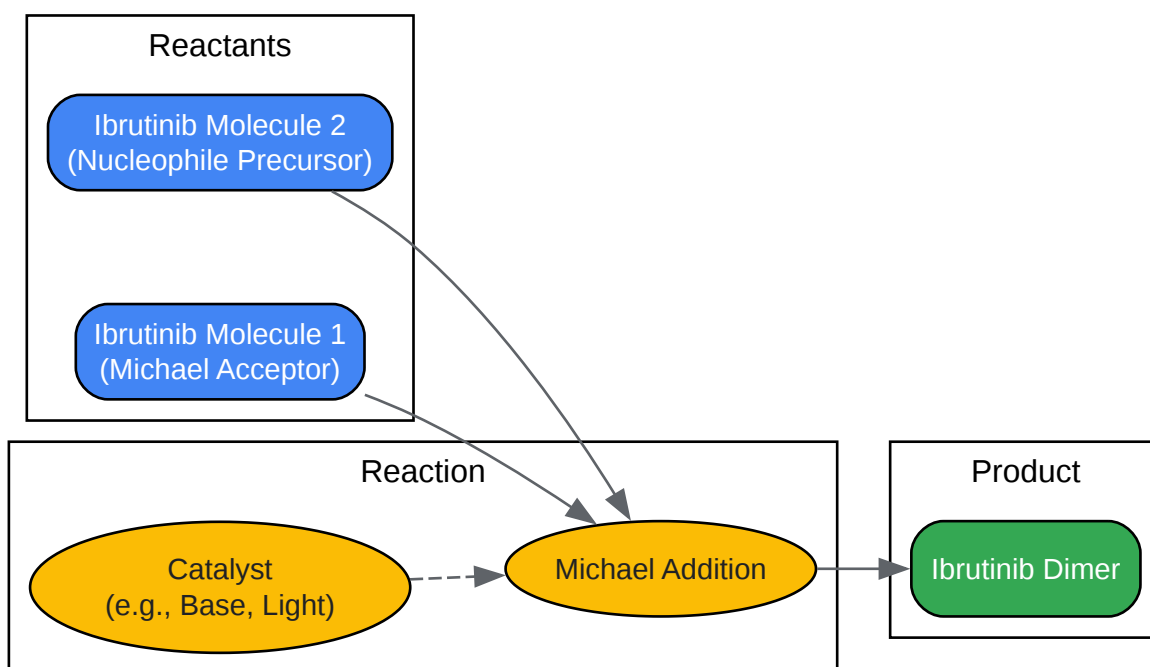 Reactants
Ibrutinib Molecule 2
(Nucleophile Precursor)
Ibrutinib Molecule 1
(Michael Acceptor)
Reaction
Catalyst
(e.g., Base, Light)
Michael Addition
Product
Ibrutinib Dimer